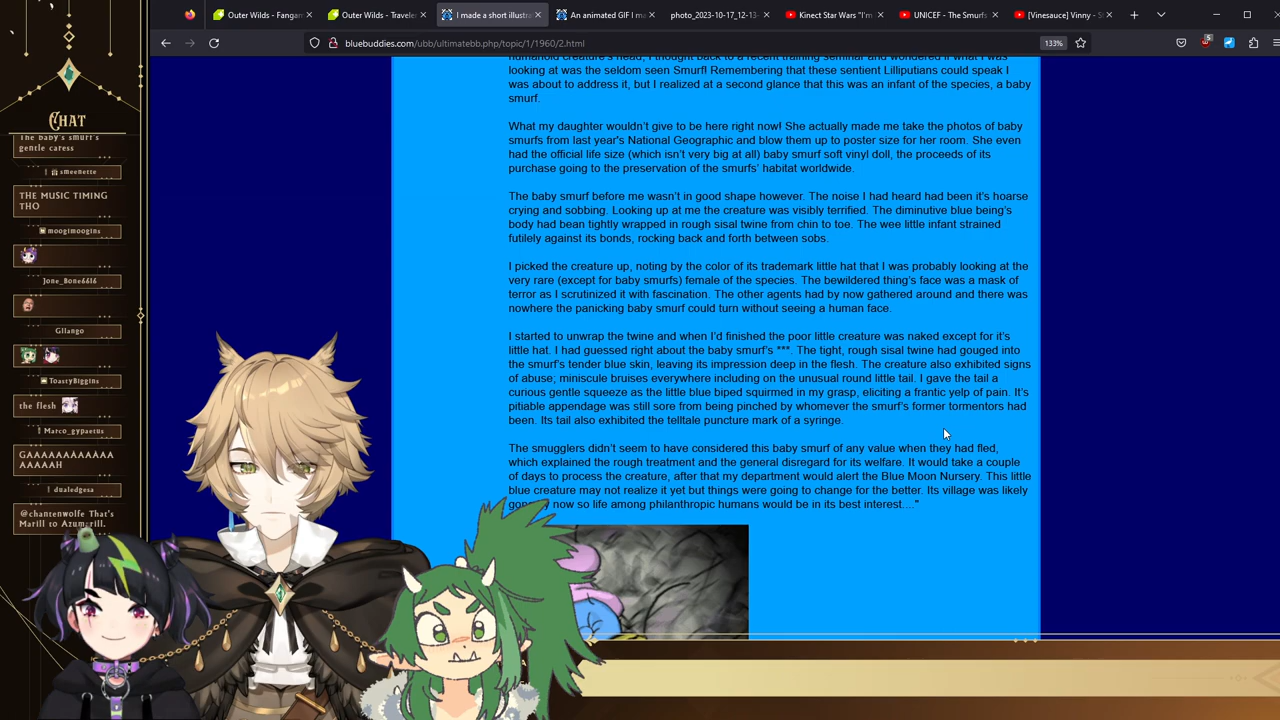 Outer Wilds - Fangam
Outer Wilds - Traveler
I made a short illustra
An animated GIF I ma
photo_2023-10-17_12-13-
Kinect Star Wars "I'm
UNICEF - The Smurfs
[Vinesauce] Vinny - St
bluebuddies.com/ubb/ultimatebb.php/topic/1/1960/2.html
133%
5
CHAT
The baby's smurf's
gentle caress
smeenette
THE MUSIC TIMING
THO
moogimoogins
Jone_Bone6616
Gllango
ToastyBiggins
the flesh
Marco_gypaetus
GAAAAAAAAAAAA
AAAAAH
dualedgesa
@chantenwolfe That's
Marill to Azumarill.
humanoid creature's head, I thought back to a recent training seminar and wondered if what I was
looking at was the seldom seen Smurf! Remembering that these sentient Lilliputians could speak I
was about to address it, but I realized at a second glance that this was an infant of the species, a baby
smurf.
What my daughter wouldn't give to be here right now! She actually made me take the photos of baby
smurfs from last year's National Geographic and blow them up to poster size for her room. She even
had the official life size (which isn't very big at all) baby smurf soft vinyl doll, the proceeds of its
purchase going to the preservation of the smurfs' habitat worldwide.
The baby smurf before me wasn't in good shape however. The noise I had heard had been it's hoarse
crying and sobbing. Looking up at me the creature was visibly terrified. The diminutive blue being's
body had bean tightly wrapped in rough sisal twine from chin to toe. The wee little infant strained
futilely against its bonds, rocking back and forth between sobs.
I picked the creature up, noting by the color of its trademark little hat that I was probably looking at the
very rare (except for baby smurfs) female of the species. The bewildered thing's face was a mask of
terror as I scrutinized it with fascination. The other agents had by now gathered around and there was
nowhere the panicking baby smurf could turn without seeing a human face.
I started to unwrap the twine and when I'd finished the poor little creature was naked except for it's
little hat. I had guessed right about the baby smurf's ***. The tight, rough sisal twine had gouged into
the smurf's tender blue skin, leaving its impression deep in the flesh. The creature also exhibited signs
of abuse; miniscule bruises everywhere including on the unusual round little tail. I gave the tail a
curious gentle squeeze as the little blue biped squirmed in my grasp, eliciting a frantic yelp of pain. It's
pitiable appendage was still sore from being pinched by whomever the smurf's former tormentors had
been. Its tail also exhibited the telltale puncture mark of a syringe.
The smugglers didn't seem to have considered this baby smurf of any value when they had fled,
which explained the rough treatment and the general disregard for its welfare. It would take a couple
of days to process the creature, after that my department would alert the Blue Moon Nursery. This little
blue creature may not realize it yet but things were going to change for the better. Its village was likely
now so life among philanthropic humans would be in its best interest...."